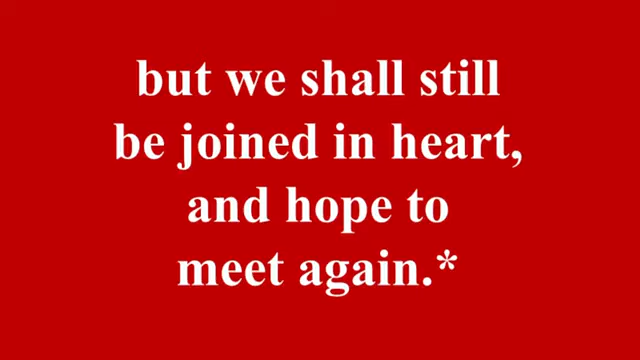 but we shall still
be joined in heart,
and hope to
meet again.*